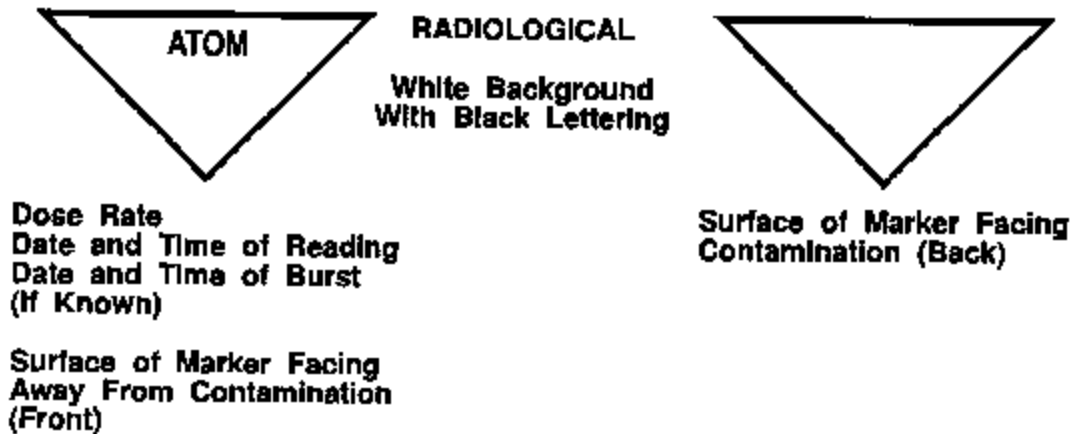 ATOM
RADIOLOGICAL
White Background
With Black Lettering
Dose Rate
Date and Time of Reading
Date and Time of Burst
(If Known)
Surface of Marker Facing
Away From Contamination
(Front)
Surface of Marker Facing
Contamination (Back)